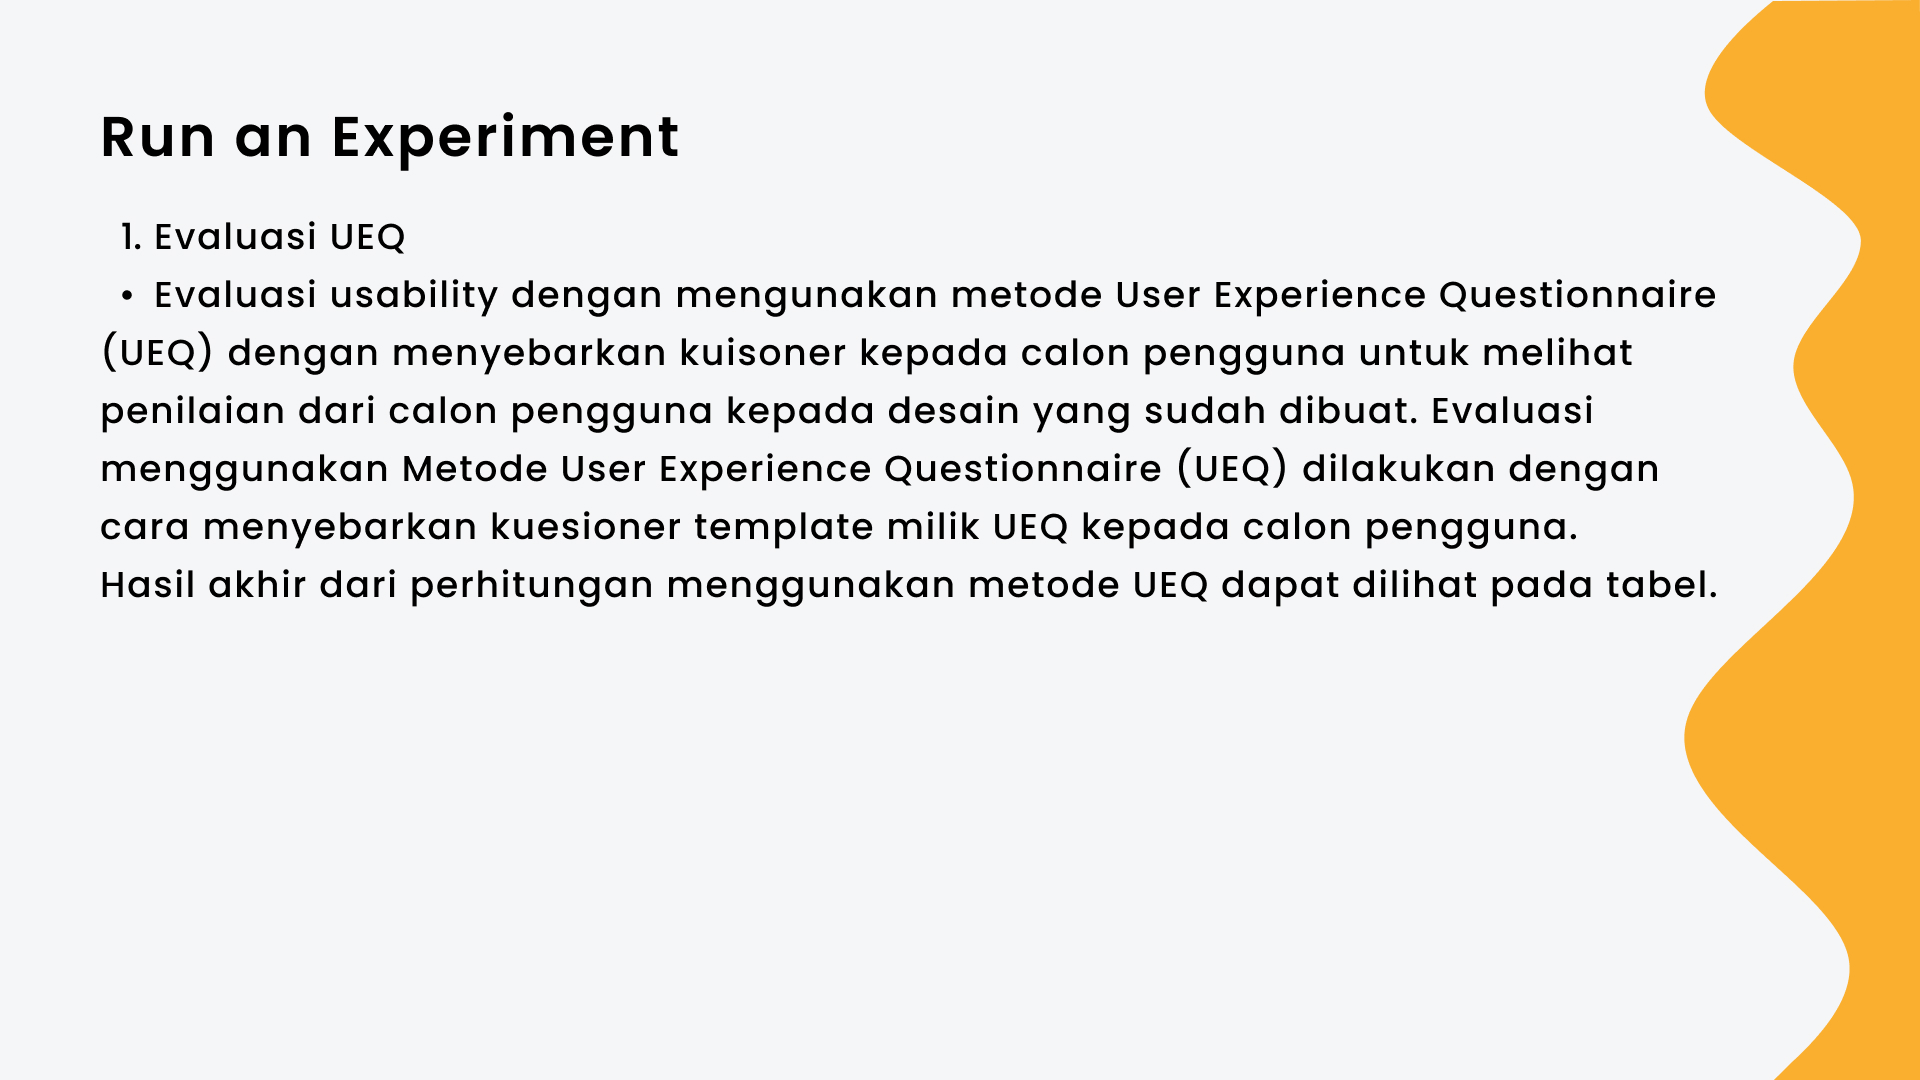 Run an Experiment
1. Evaluasi UEQ
• Evaluasi usability dengan mengunakan metode User Experience Questionnaire
(UEQ) dengan menyebarkan kuisoner kepada calon pengguna untuk melihat
penilaian dari calon pengguna kepada desain yang sudah dibuat. Evaluasi
menggunakan Metode User Experience Questionnaire (UEQ) dilakukan dengan
cara menyebarkan kuesioner template milik UEQ kepada calon pengguna.
Hasil akhir dari perhitungan menggunakan metode UEQ dapat dilihat pada tabel.